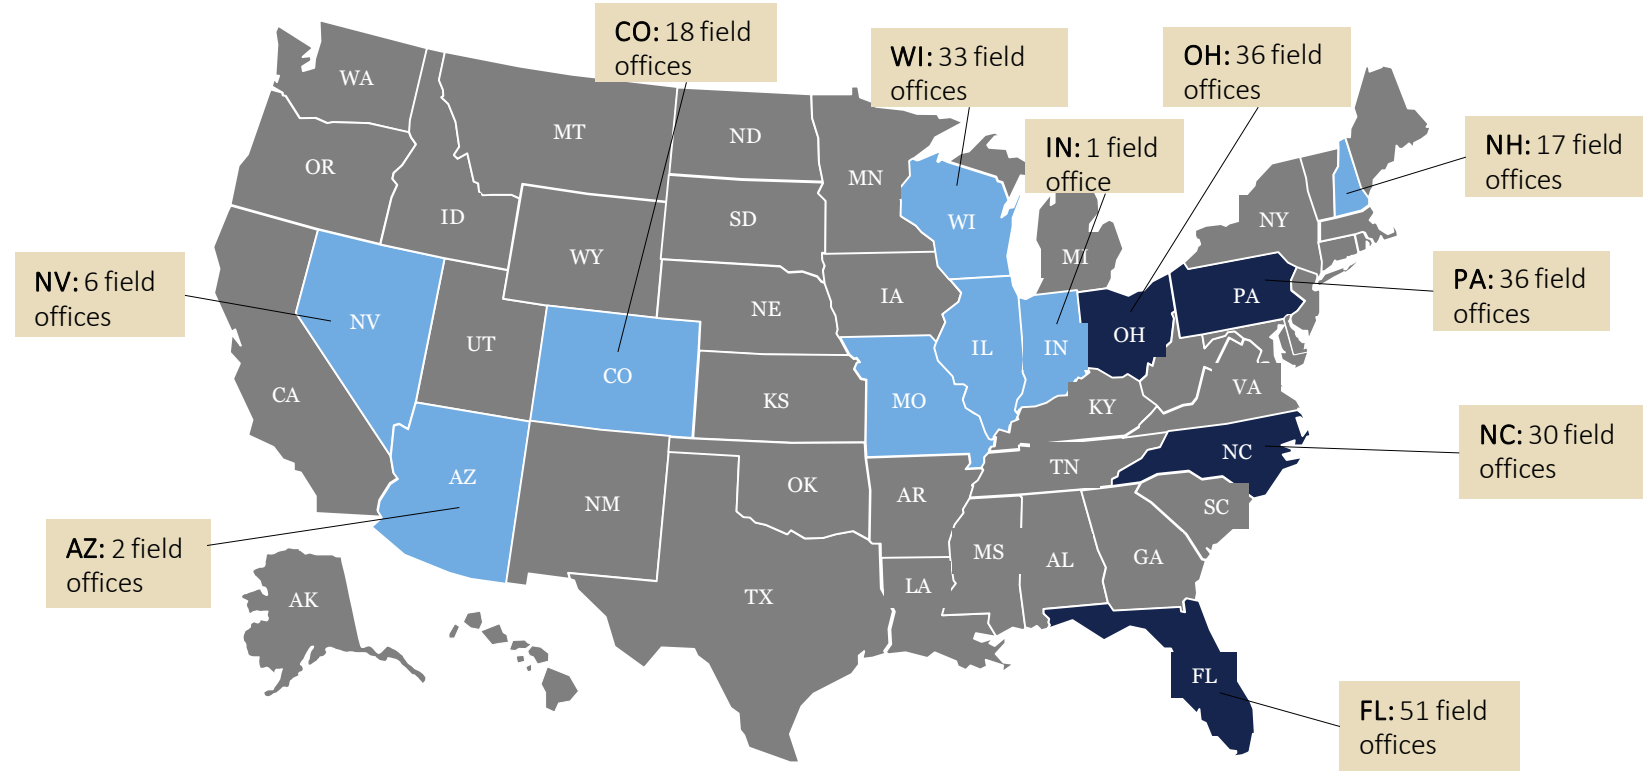 CO: 18 field
offices
WI: 33 field
offices
OH: 36 field
offices
IN: 1 field
office
NH: 17 field
offices
NV: 6 field
offices
PA: 36 field
offices
NC: 30 field
offices
AZ: 2 field
offices
FL: 51 field
offices
WA
MT
ND
OR
MN
ID
SD
WI
NY
WY
MI
IA
PA
NE
NV
UT
OH
IL
IN
CO
CA
KS
MO
KY
VA
AZ
NM
OK
AR
TN
NC
SC
MS
AL
GA
AK
TX
LA
FL